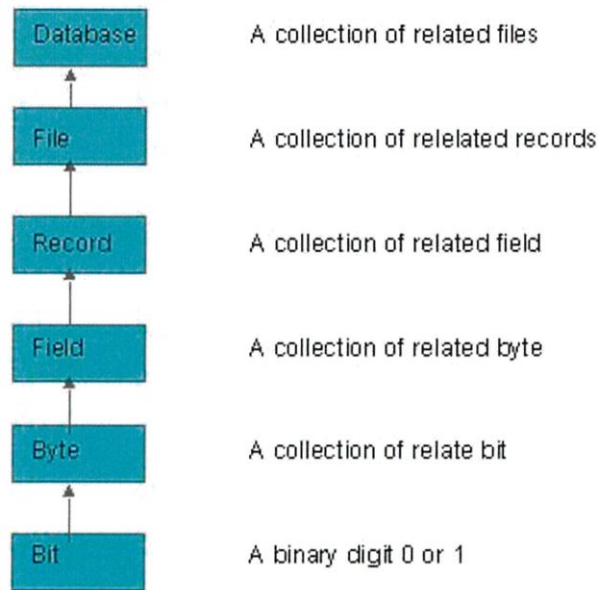 Database A collection of related files
File A collection of relelated records
Record A collection of related field
Field A collection of related byte
Byte A collection of relate bit
Bit A binary digit 0 or 1